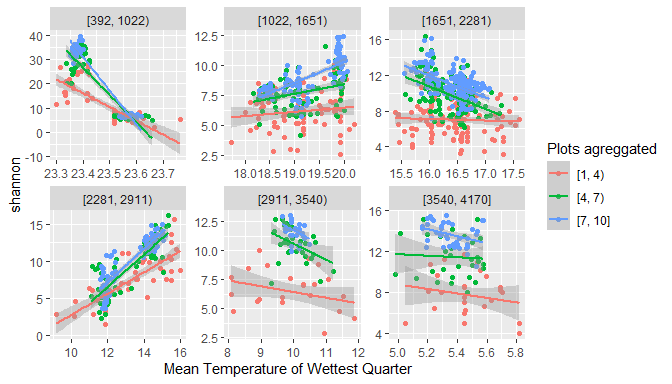 [392, 1022) [1022, 1651) [1651, 2281)
40 30 20 10 0 -10
12.5 10.0 7.5 5.0 2.5
16 12 8 4
23.3 23.4 23.5 23.6 23.7
18.0 18.5 19.0 19.5 20.0
15.5 16.0 16.5 17.0 17.5
shannon
[2281, 2911) [2911, 3540) [3540, 4170]
15 10 5 0
12.5 10.0 7.5 5.0 2.5
16 12 8 4
10 12 14 16
8 9 10 11 12
5.0 5.2 5.4 5.6 5.8
Mean Temperature of Wettest Quarter
Plots agreggated
[1, 4)
[4, 7)
[7, 10]